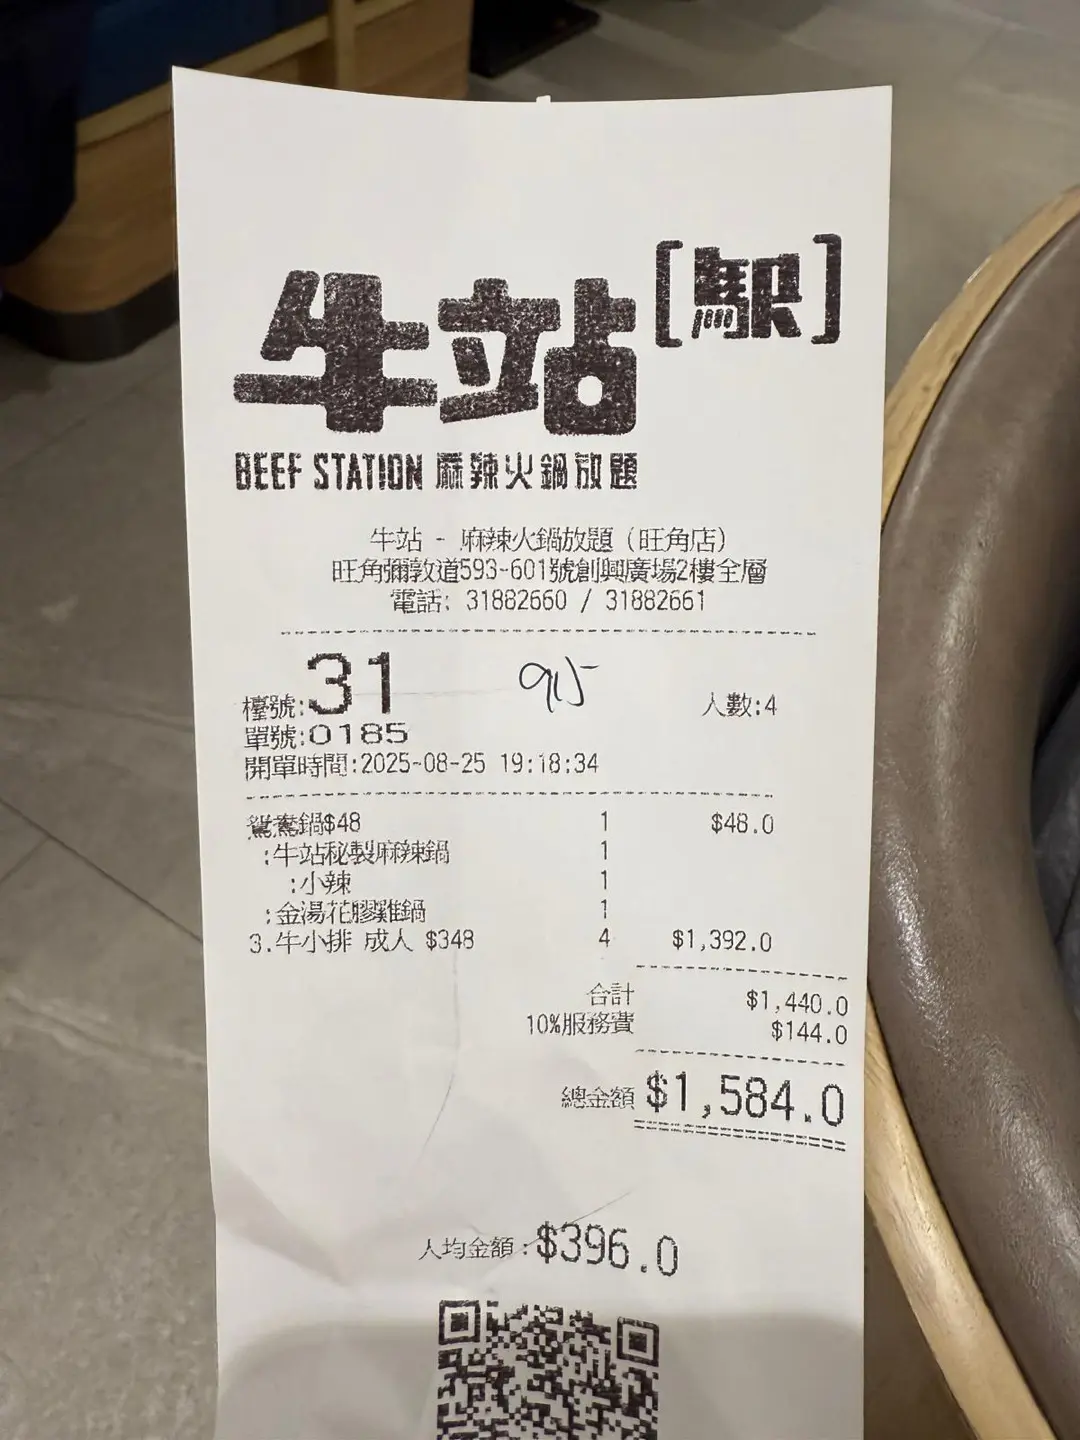 牛站[駅]
BEEF STATION 麻辣火鍋放題
牛站 - 麻辣火鍋放題 (旺角店)
旺角彌敦道593-601號創興廣場2樓全層
電話: 31882660 / 31882661
檯號:31 915 人數:4
單號:0185
開單時間:2025-08-25 19:18:34
鴛鴦鍋$48 1 $48.0
:牛站秘製麻辣鍋 1
:小辣 1
:金湯花膠雞鍋 1
3.牛小排 成人 $348 4 $1,392.0
合計 $1,440.0
10%服務費 $144.0
總金額 $1,584.0
人均金額:$396.0